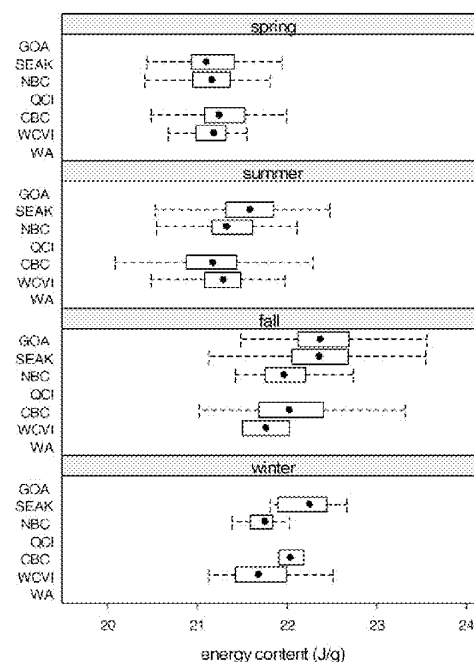 spring
GOA
SEAK
NBC
QCI
CBC
WCVI
WA
summer
GOA
SEAK
NBC
QCI
CBC
WCVI
WA
fall
GOA
SEAK
NBC
QCI
CBC
WCVI
WA
winter
GOA
SEAK
NBC
QCI
CBC
WCVI
WA
20 21 22 23 24
energy content (J/g)